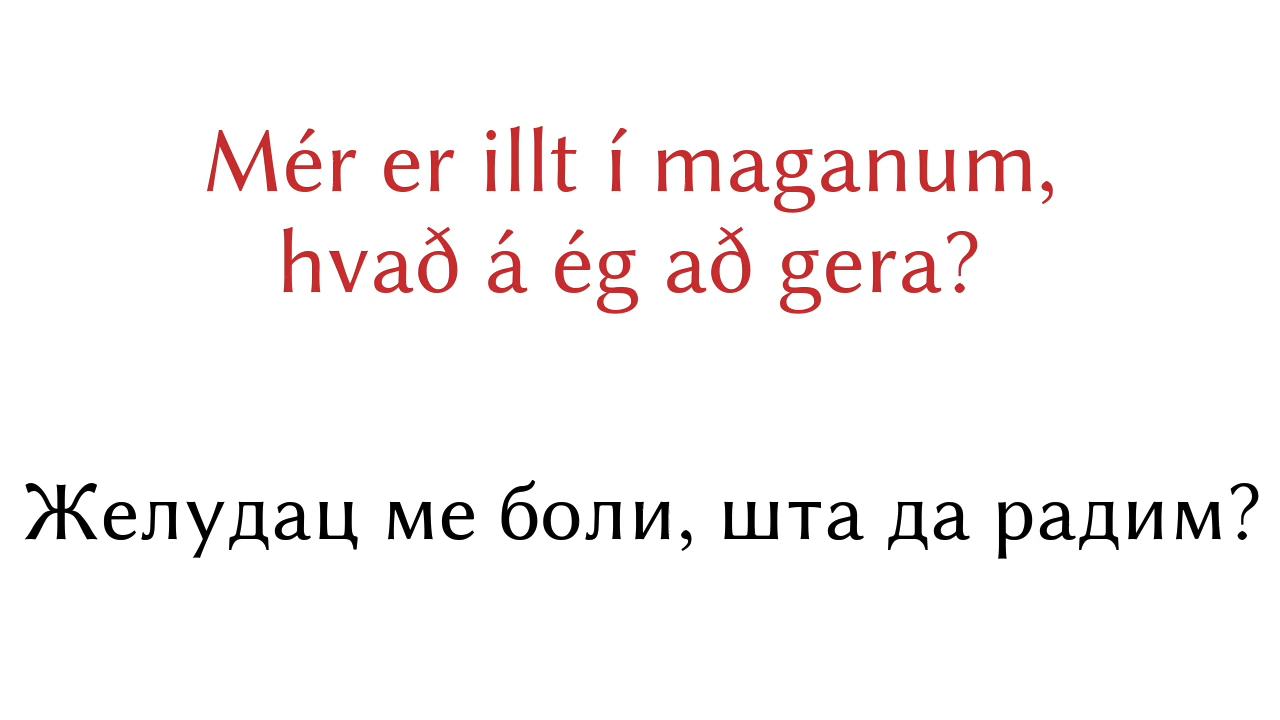 Mér er illt í maganum,
hvað á ég að gera?
Желудац ме боли, шта да радим?